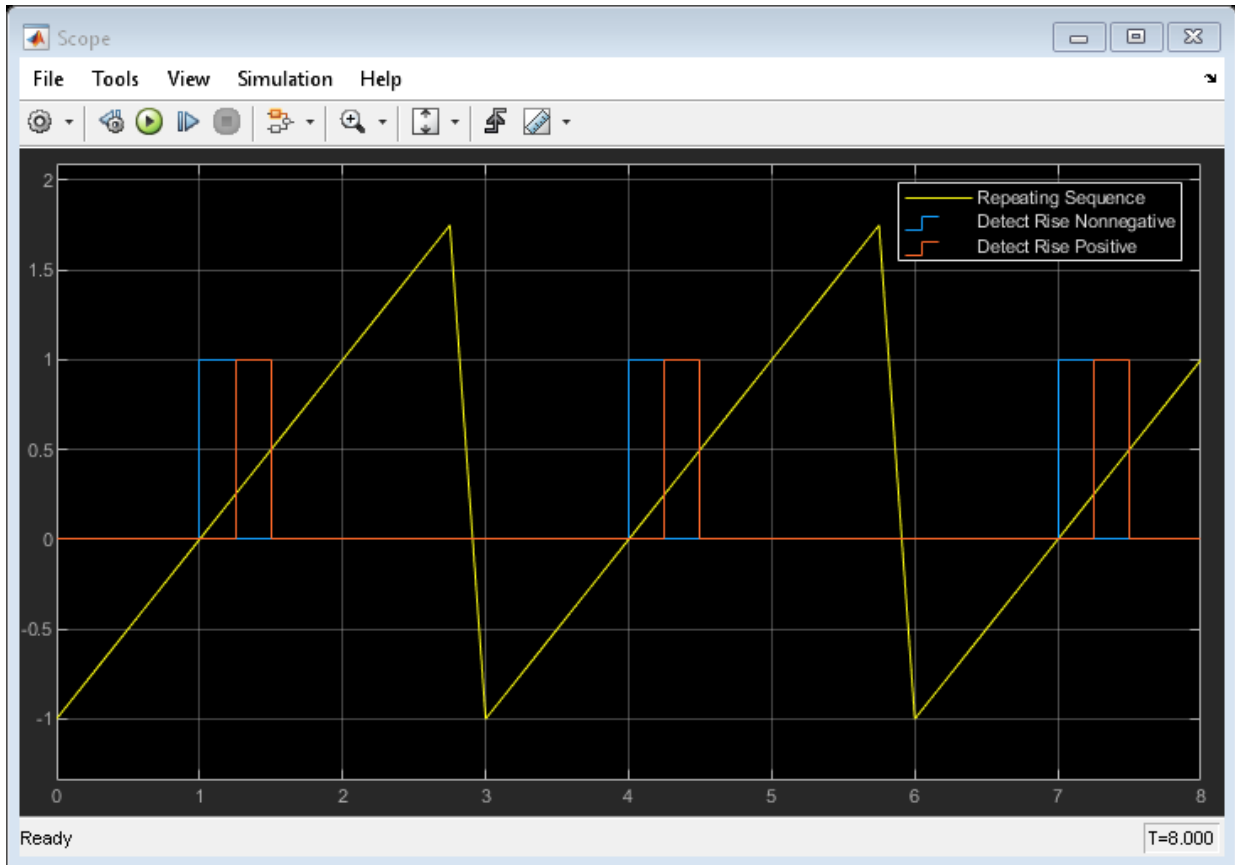 Scope
File Tools View Simulation Help
2
1.5
1
0.5
0
-0.5
-1
Repeating Sequence
Detect Rise Nonnegative
Detect Rise Positive
0 1 2 3 4 5 6 7 8
Ready T=8.000